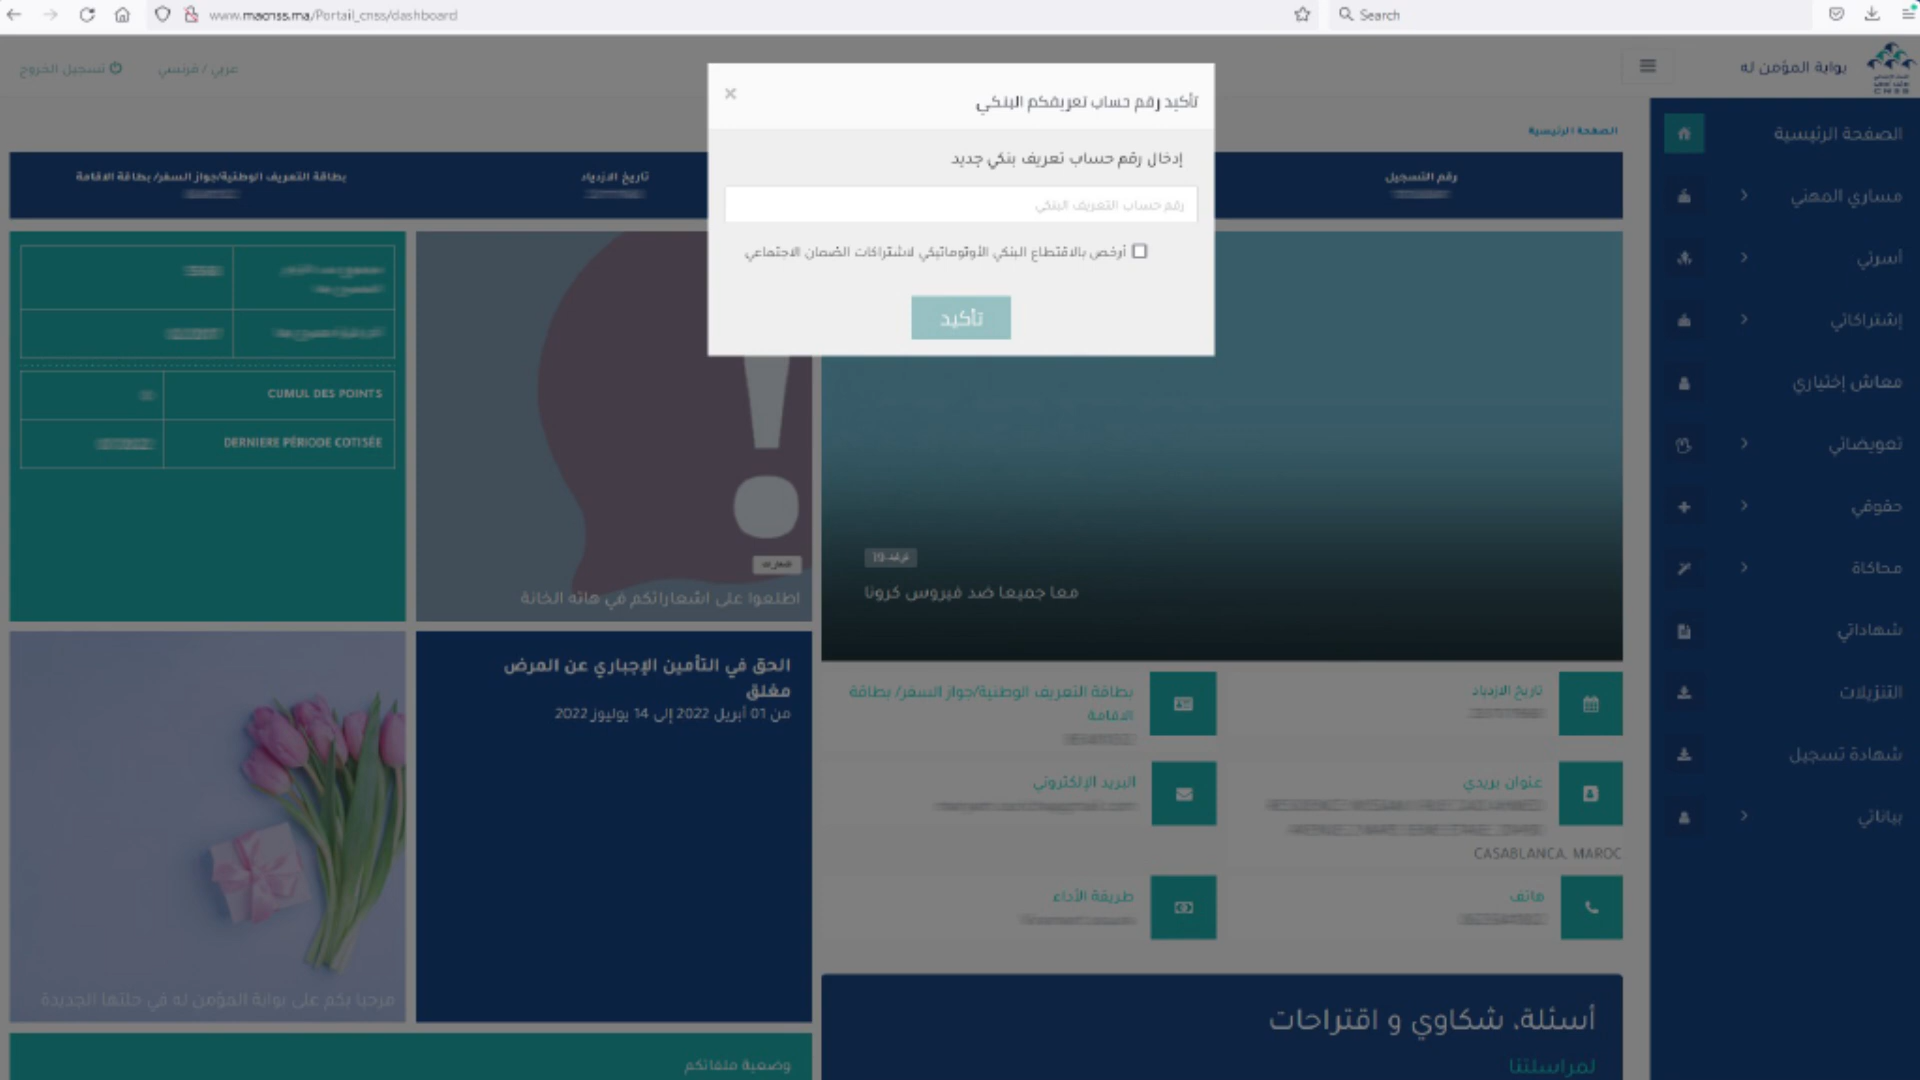 www.macnss.ma/Portail_cnss/dashboard
Search
بوابة المؤمن له
عربي / فرنسي
تسجيل الخروج
CNSS
تأكيد رقم حساب تعريفكم البنكي
إدخال رقم حساب تعريف بنكي جديد
رقم حساب التعريف البنكي
أرخص بالاقتطاع البنكي الأوتوماتيكي لاشتراكات الضمان الاجتماعي
تأكيد
الصفحة الرئيسية
الصفحة الرئيسية
مساري المهني
أسرتي
إشتراكاتي
معاش إختياري
تعويضاتي
حقوقي
محاكاة
شهاداتي
التنزيلات
شهادة تسجيل
بياناتي
رقم التسجيل
تاريخ الازدياد
بطاقة التعريف الوطنية/جواز السفر/ بطاقة الاقامة
كوفيد 19
معا جميعا ضد فيروس كرونا
اشعارات
اطلعوا على اشعاراتكم في هاته الخانة
CUMUL DES POINTS
DERNIERE PÉRIODE COTISÉE
تاريخ الازدياد
بطاقة التعريف الوطنية/جواز السفر/ بطاقة
الاقامة
عنوان بريدي
CASABLANCA, MAROC
البريد الإلكتروني
هاتف
طريقة الأداء
الحق في التأمين الإجباري عن المرض
مغلق
من 01 أبريل 2022 إلى 14 يوليوز 2022
مرحبا بكم على بوابة المؤمن له في حلتها الجديدة
أسئلة، شكاوي و اقتراحات
لمراسلتنا
وضعية ملفاتكم